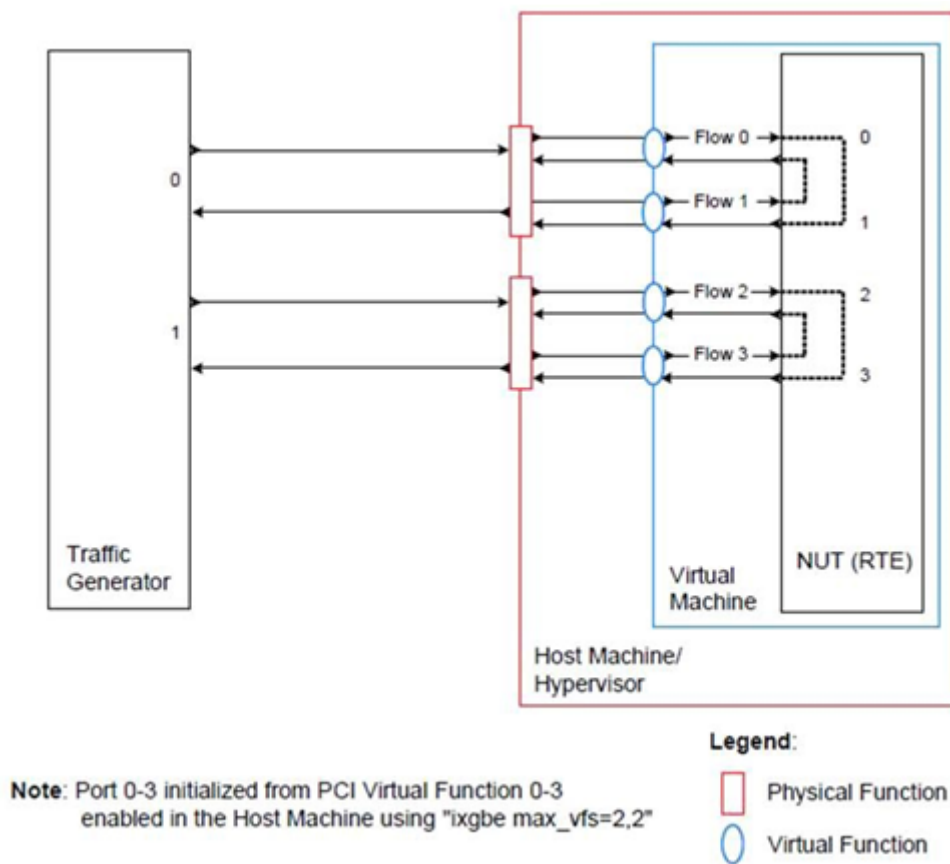 0
1
Flow 0
Flow 1
Flow 2
Flow 3
0
1
2
3
Traffic
Generator
Virtual
Machine
NUT (RTE)
Host Machine/
Hypervisor
Legend:
Physical Function
Virtual Function
Note: Port 0-3 initialized from PCI Virtual Function 0-3
enabled in the Host Machine using "ixgbe max_vfs=2,2"